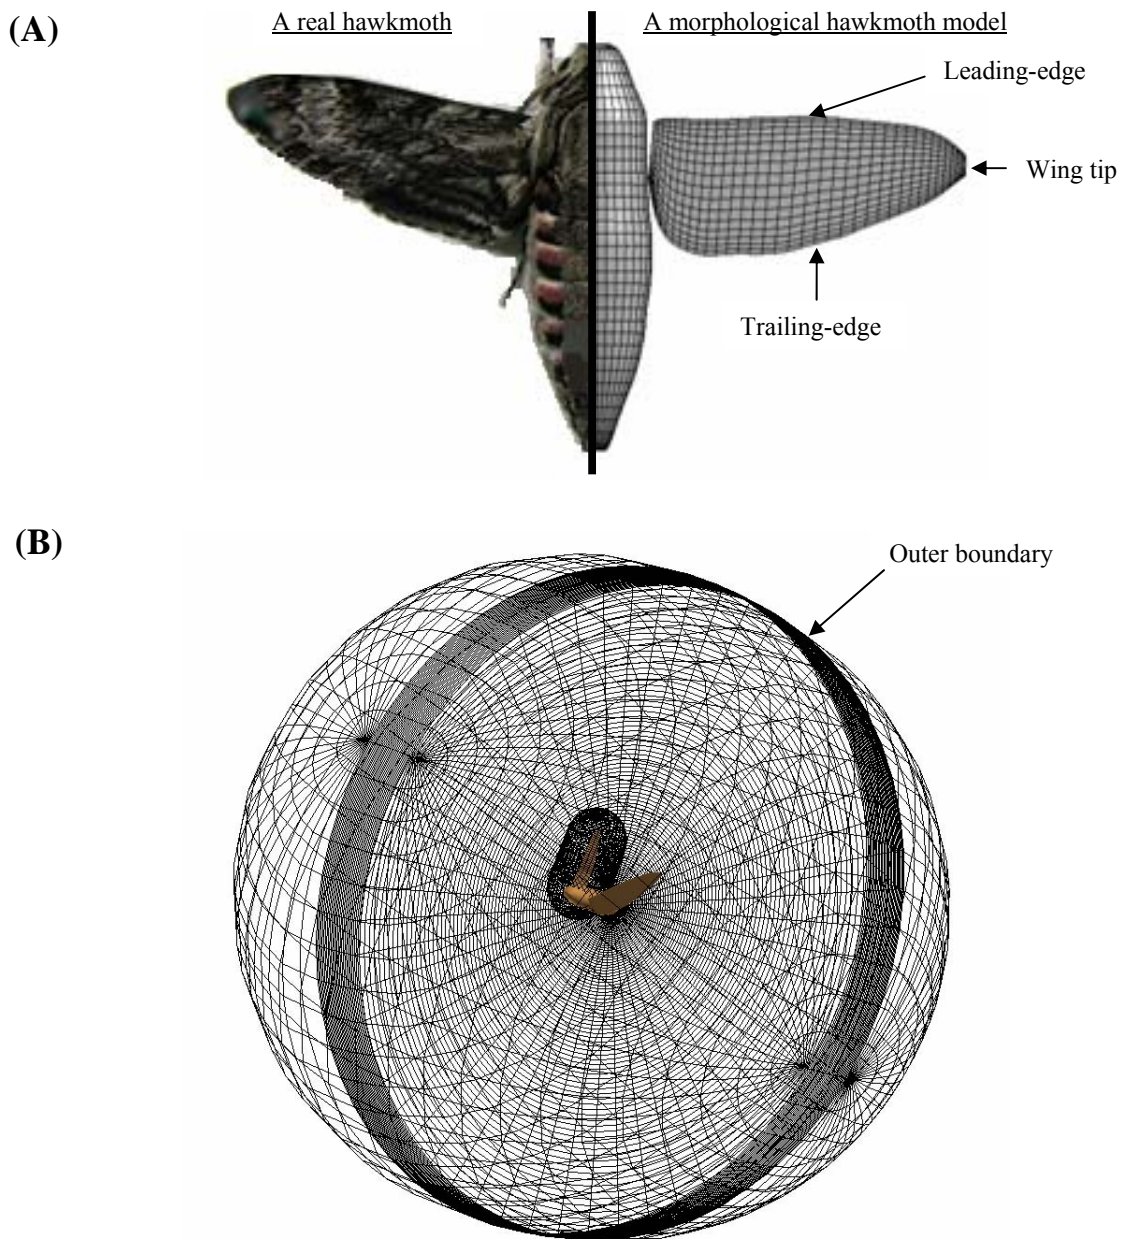 (A)
A real hawkmoth
A morphological hawkmoth model
Leading-edge
Wing tip
Trailing-edge
(B)
Outer boundary